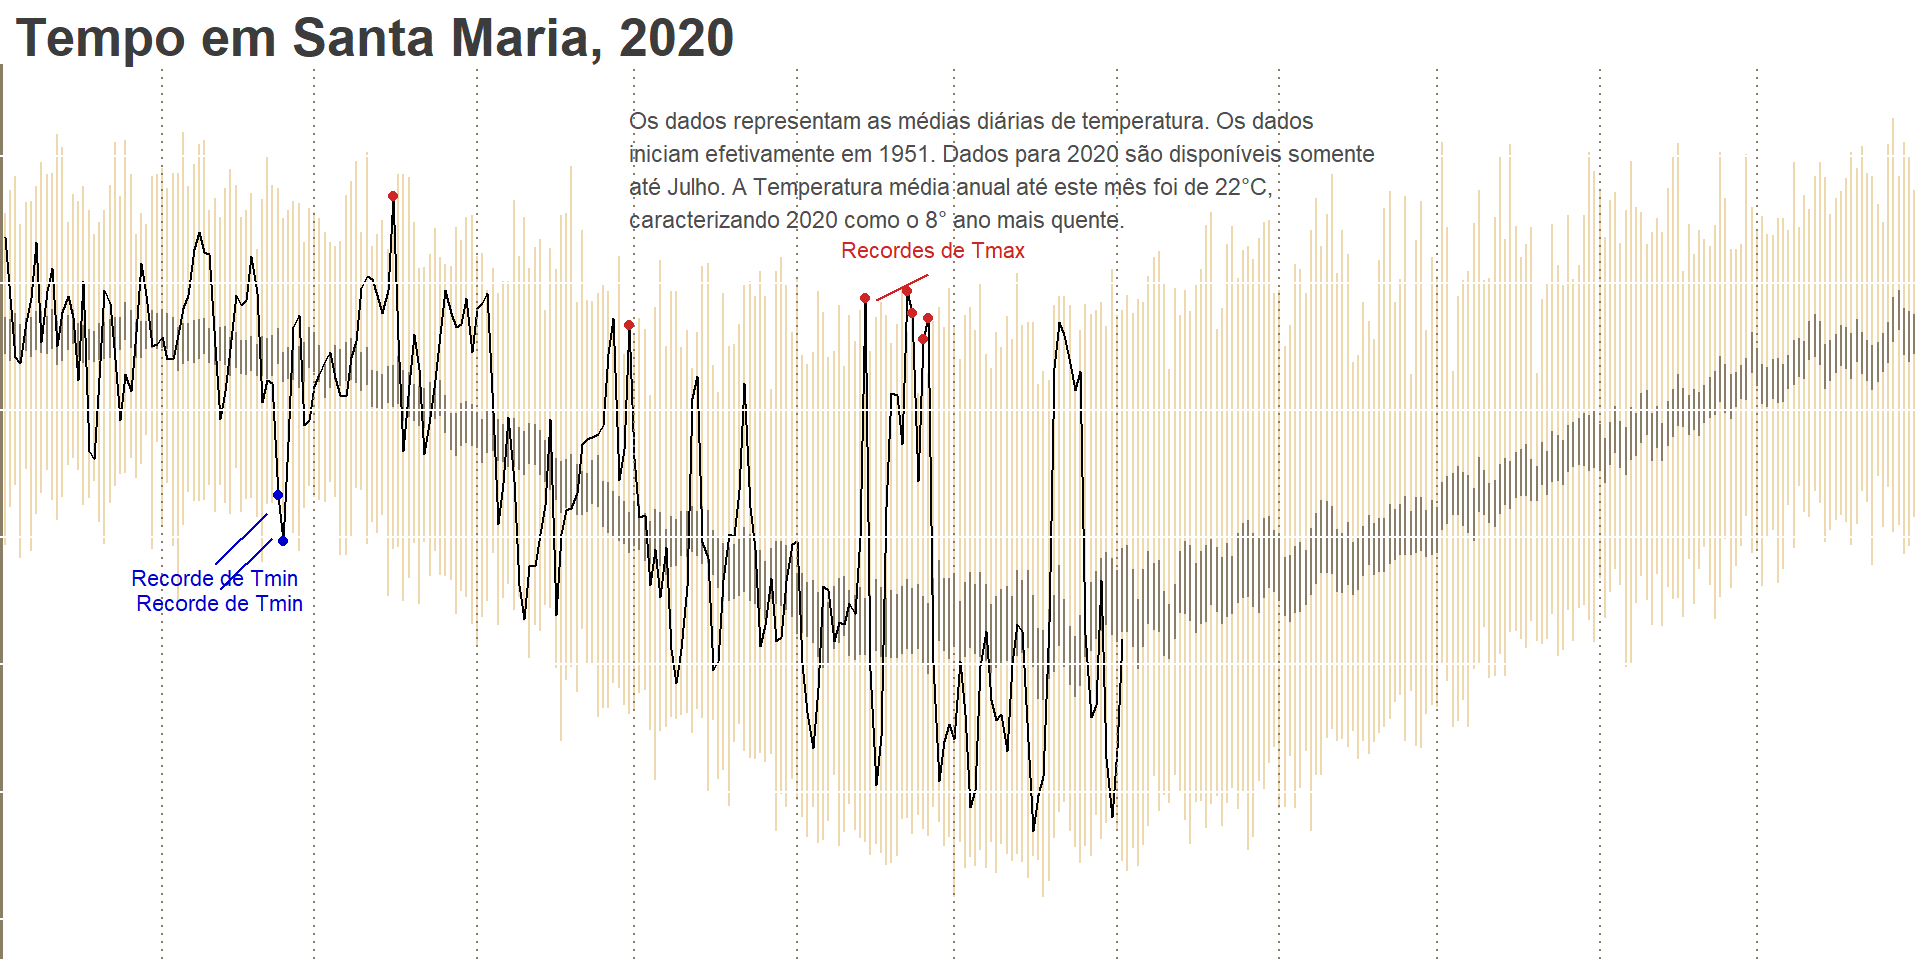 Tempo em Santa Maria, 2020
Os dados representam as médias diárias de temperatura. Os dados
iniciam efetivamente em 1951. Dados para 2020 são disponíveis somente
até Julho. A Temperatura média anual até este mês foi de 22°C,
caracterizando 2020 como o 8° ano mais quente.
Recordes de Tmax
Recorde de Tmin
Recorde de Tmin